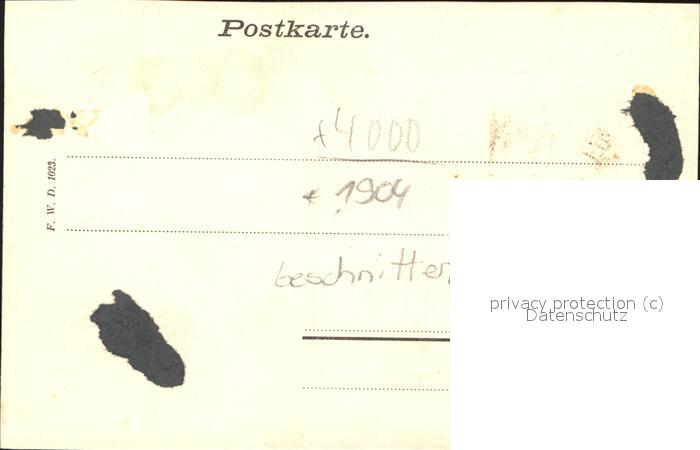 Postkarte.
+4000
* 1904
F. W. D. 1023.
beschnitten
privacy protection (c)
Datenschutz